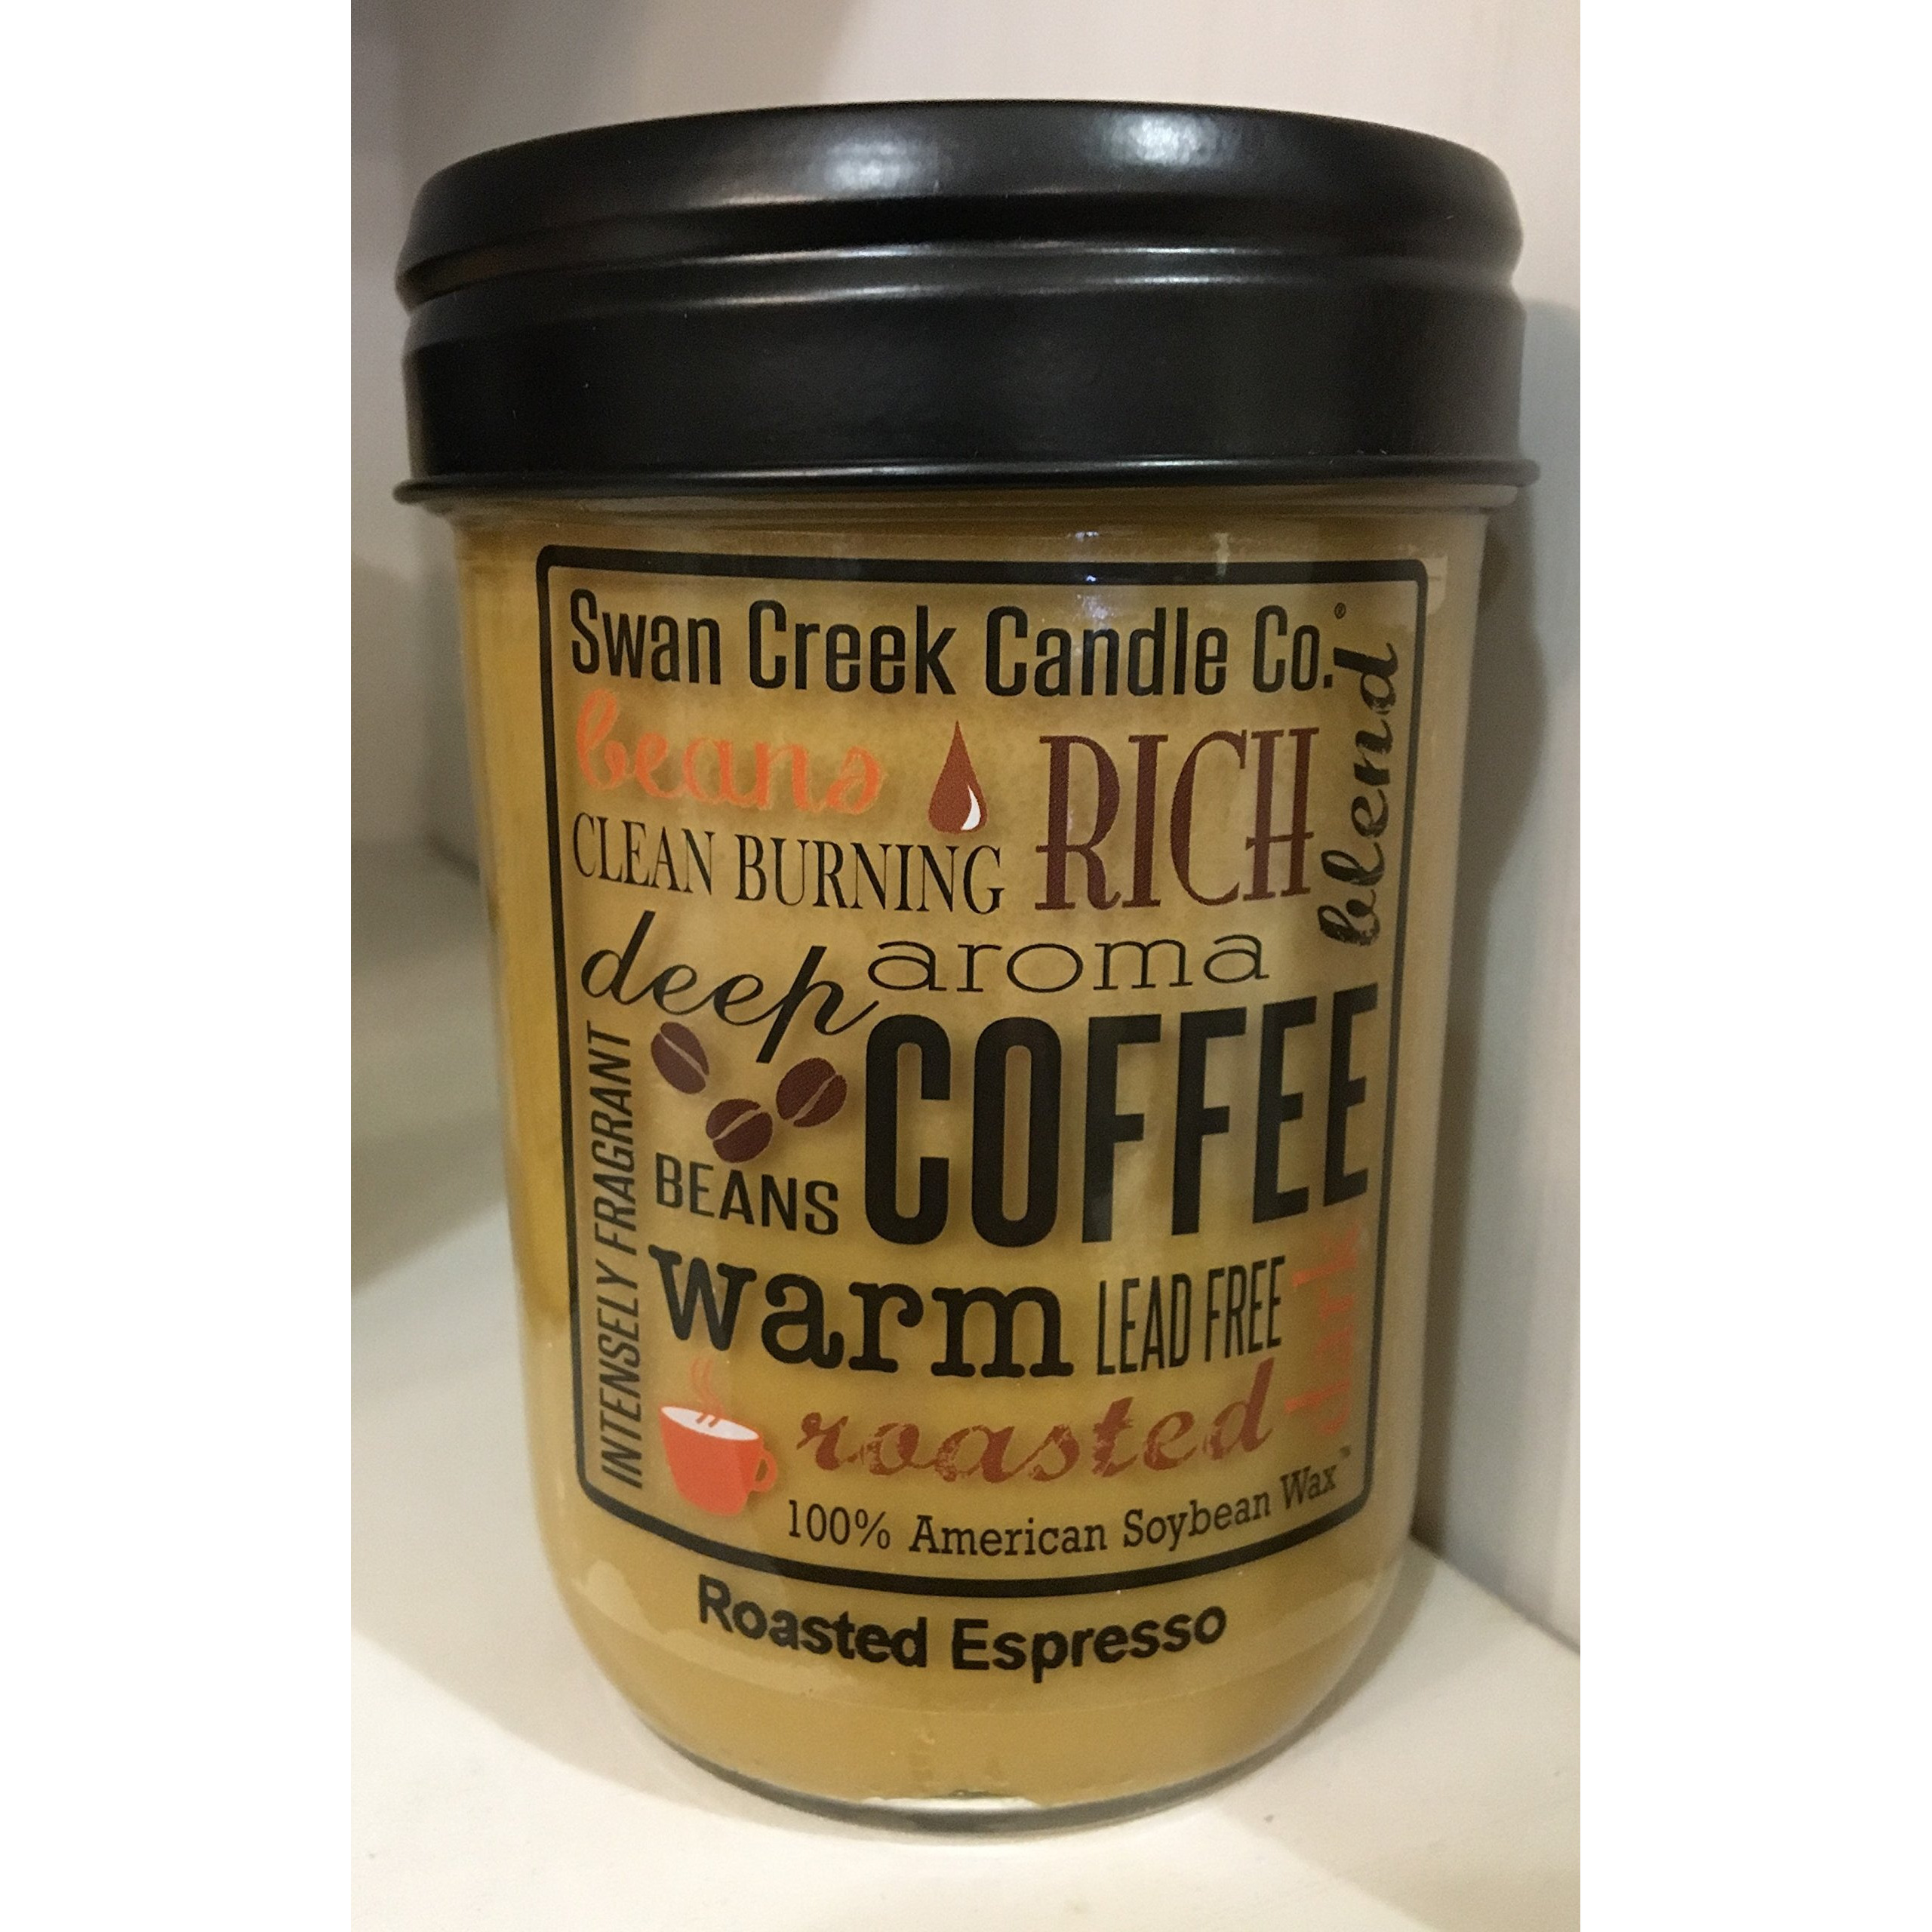 Swan Creek Candle Co.®
beans
RICH
blend
CLEAN BURNING
deep
aroma
COFFEE
BEANS
INTENSELY FRAGRANT
warm
LEAD FREE
dark
roasted
100% American Soybean Wax™
Roasted Espresso